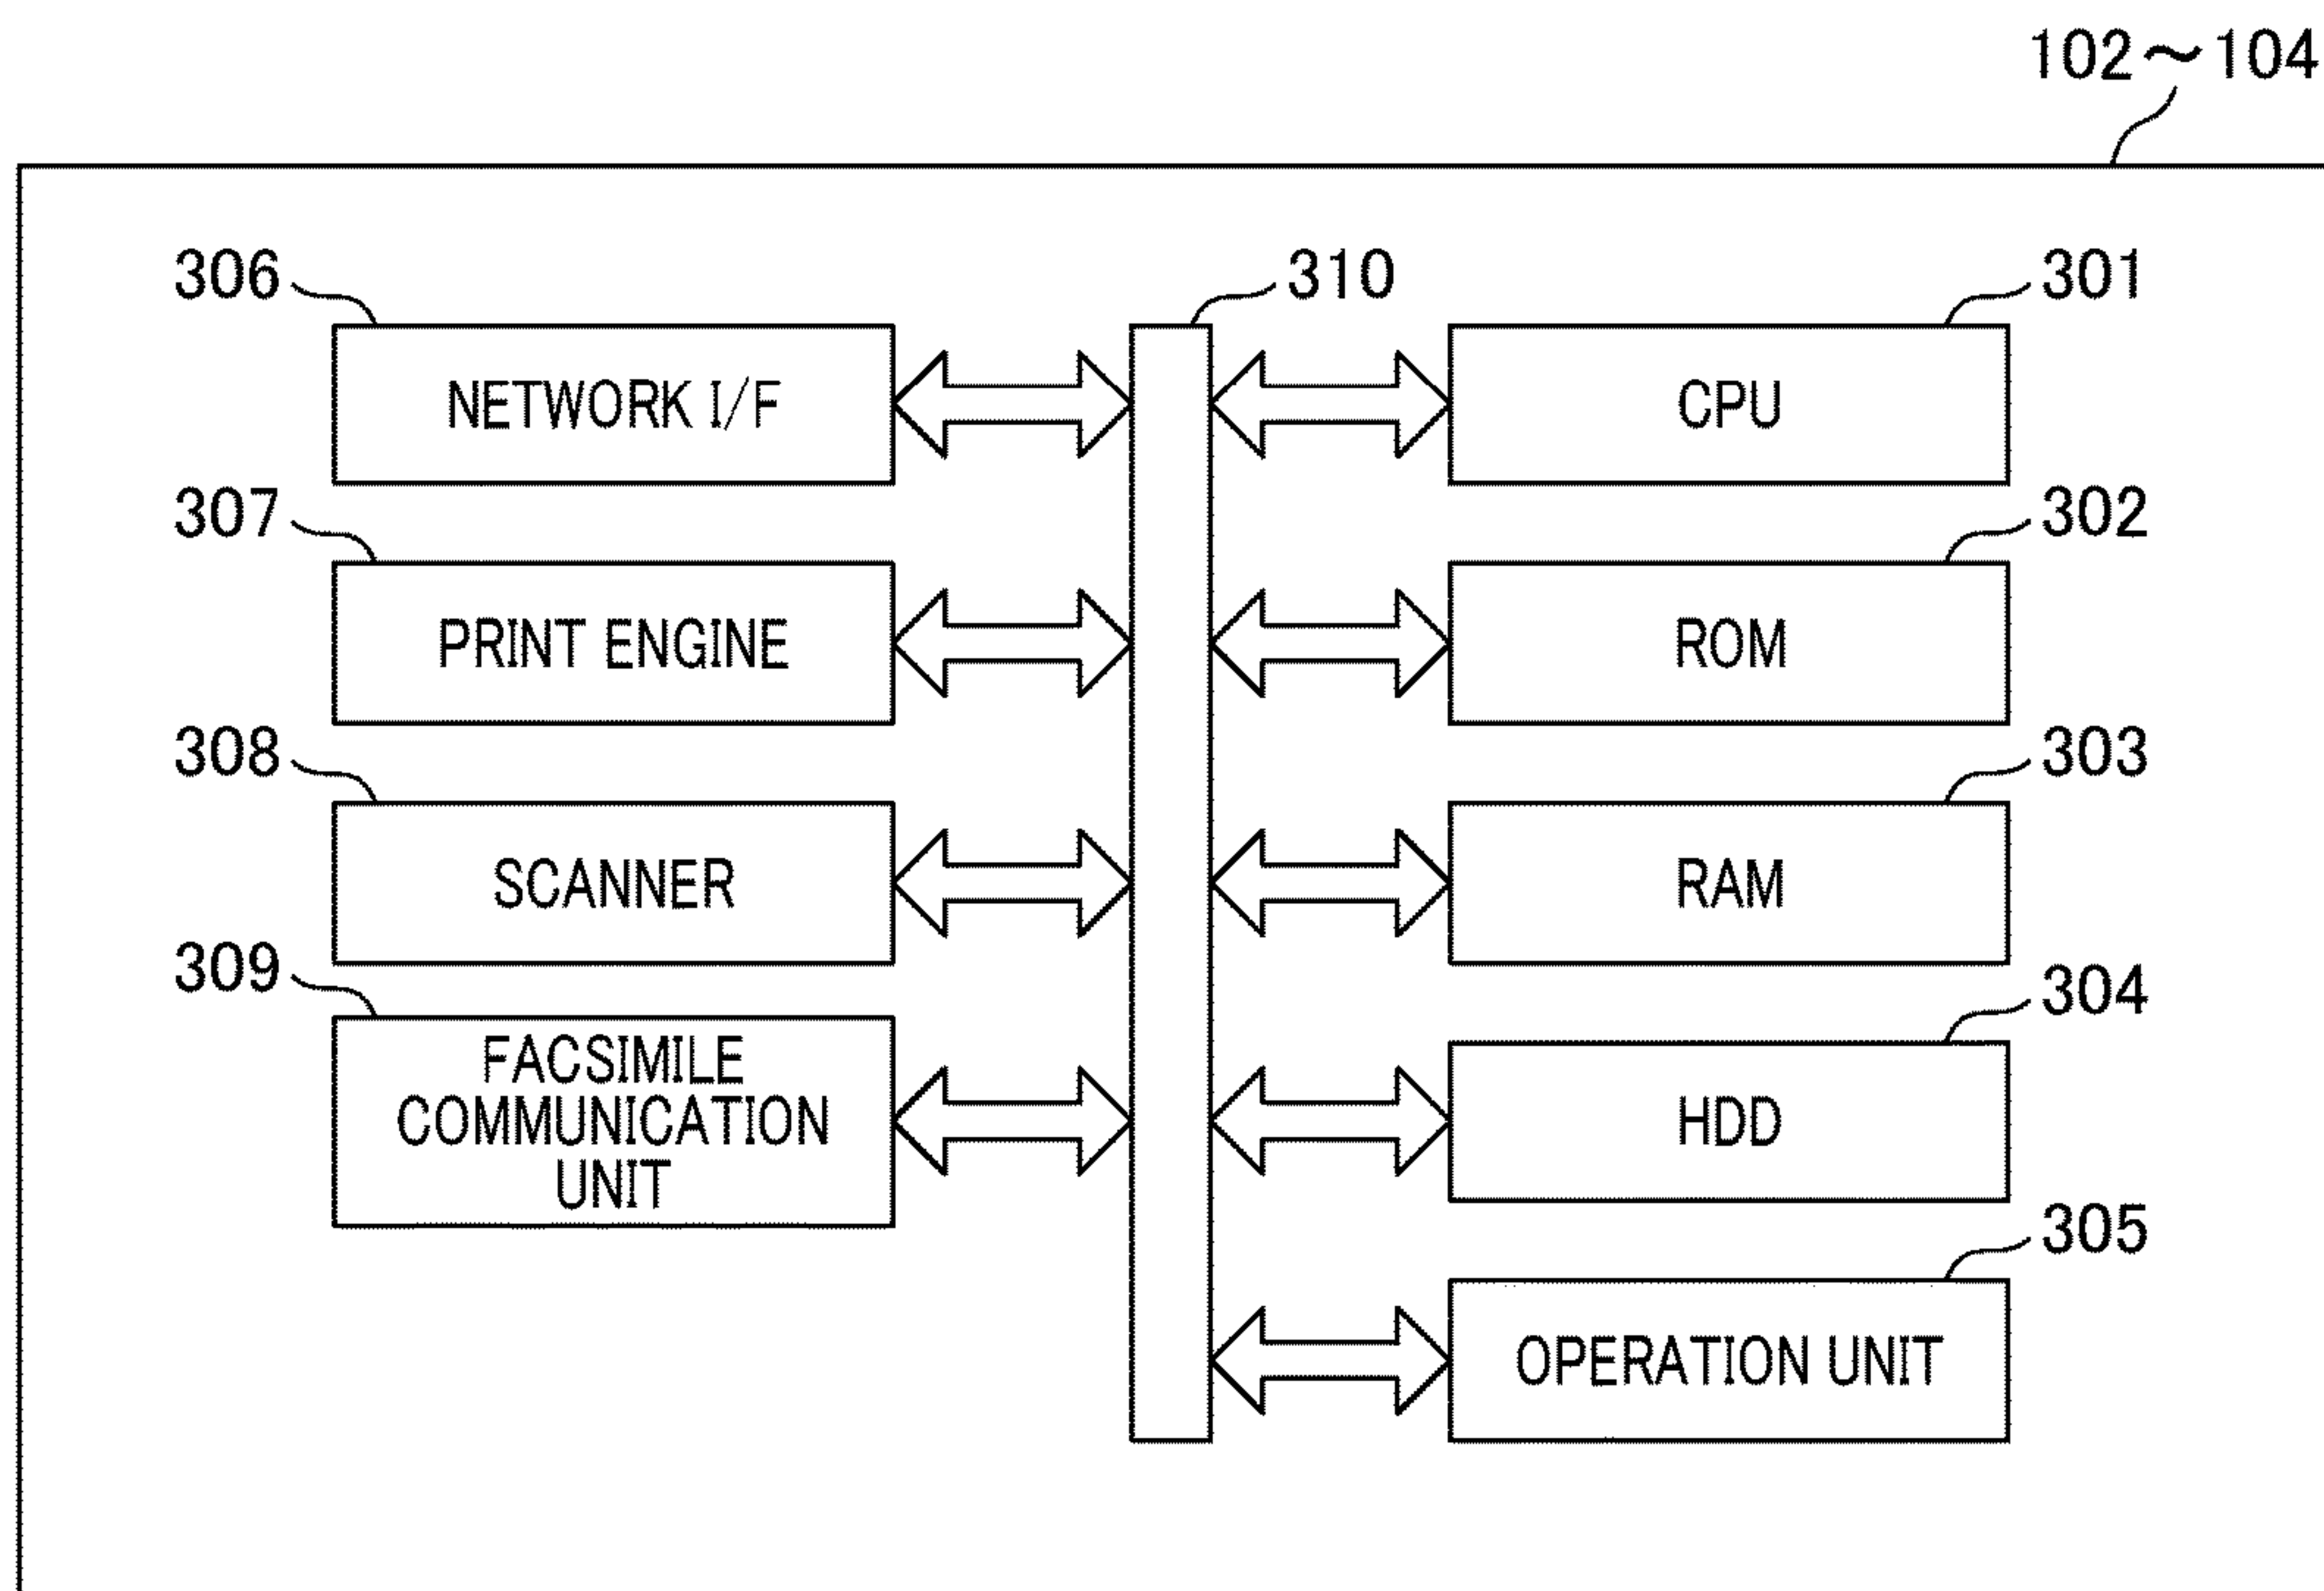 102～104
306
310
301
NETWORK I/F
CPU
307
302
PRINT ENGINE
ROM
308
303
SCANNER
RAM
309
304
FACSIMILE
COMMUNICATION
UNIT
HDD
305
OPERATION UNIT